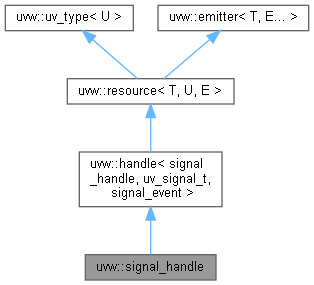 uvw::uv_type< U >
uvw::emitter< T, E... >
uvw::resource< T, U, E >
uvw::handle< signal
_handle, uv_signal_t,
signal_event >
uvw::signal_handle